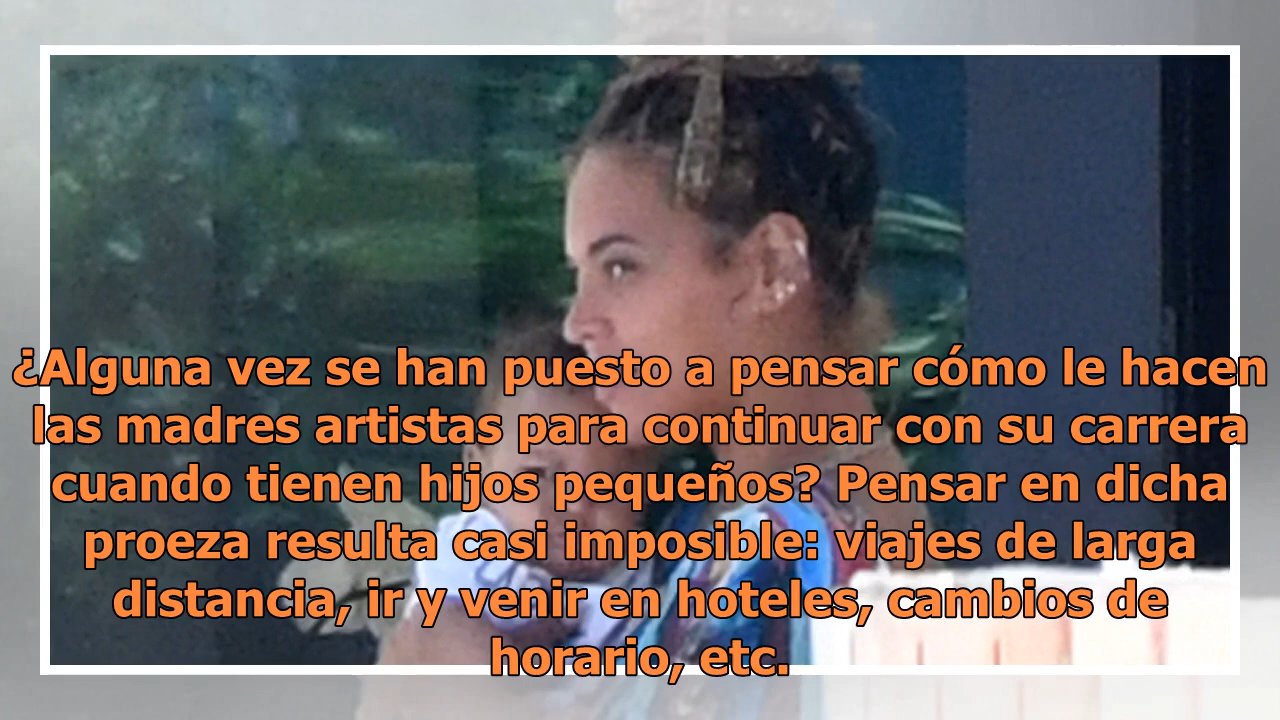 ¿Alguna vez se han puesto a pensar cómo le hacen
las madres artistas para continuar con su carrera
cuando tienen hijos pequeños? Pensar en dicha
proeza resulta casi imposible: viajes de larga
distancia, ir y venir en hoteles, cambios de
horario, etc.